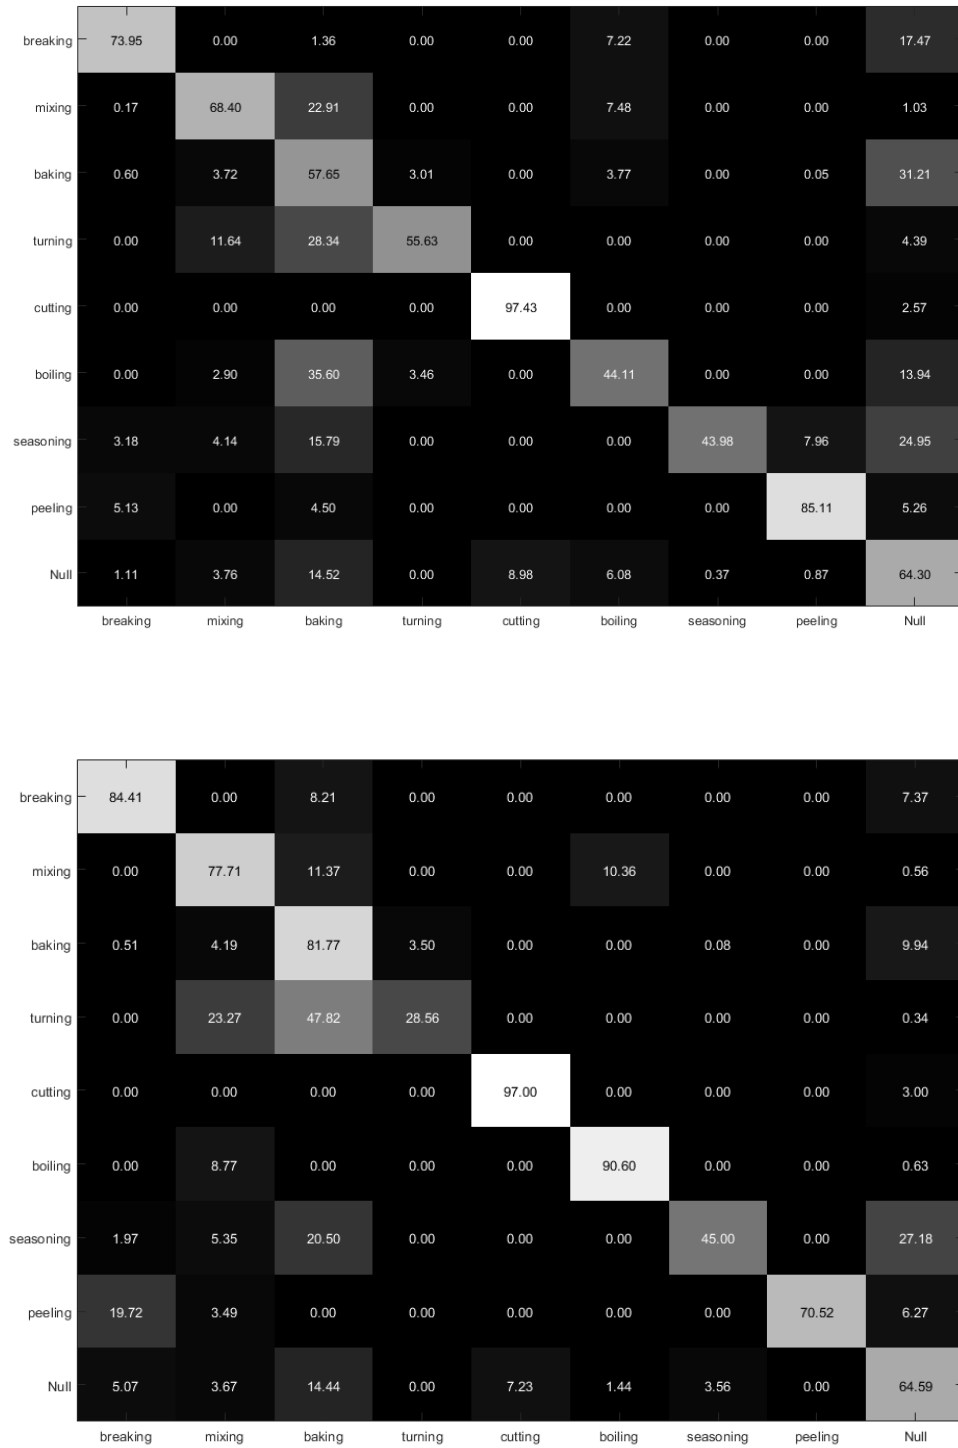 breaking 73.95 0.00 1.36 0.00 0.00 7.22 0.00 0.00 17.47
mixing 0.17 68.40 22.91 0.00 0.00 7.48 0.00 0.00 1.03
baking 0.60 3.72 57.65 3.01 0.00 3.77 0.00 0.05 31.21
turning 0.00 11.64 28.34 55.63 0.00 0.00 0.00 0.00 4.39
cutting 0.00 0.00 0.00 0.00 97.43 0.00 0.00 0.00 2.57
boiling 0.00 2.90 35.60 3.46 0.00 44.11 0.00 0.00 13.94
seasoning 3.18 4.14 15.79 0.00 0.00 0.00 43.98 7.96 24.95
peeling 5.13 0.00 4.50 0.00 0.00 0.00 0.00 85.11 5.26
Null 1.11 3.76 14.52 0.00 8.98 6.08 0.37 0.87 64.30
breaking mixing baking turning cutting boiling seasoning peeling Null
breaking 84.41 0.00 8.21 0.00 0.00 0.00 0.00 0.00 7.37
mixing 0.00 77.71 11.37 0.00 0.00 10.36 0.00 0.00 0.56
baking 0.51 4.19 81.77 3.50 0.00 0.00 0.08 0.00 9.94
turning 0.00 23.27 47.82 28.56 0.00 0.00 0.00 0.00 0.34
cutting 0.00 0.00 0.00 0.00 97.00 0.00 0.00 0.00 3.00
boiling 0.00 8.77 0.00 0.00 0.00 90.60 0.00 0.00 0.63
seasoning 1.97 5.35 20.50 0.00 0.00 0.00 45.00 0.00 27.18
peeling 19.72 3.49 0.00 0.00 0.00 0.00 0.00 70.52 6.27
Null 5.07 3.67 14.44 0.00 7.23 1.44 3.56 0.00 64.59
breaking mixing baking turning cutting boiling seasoning peeling Null